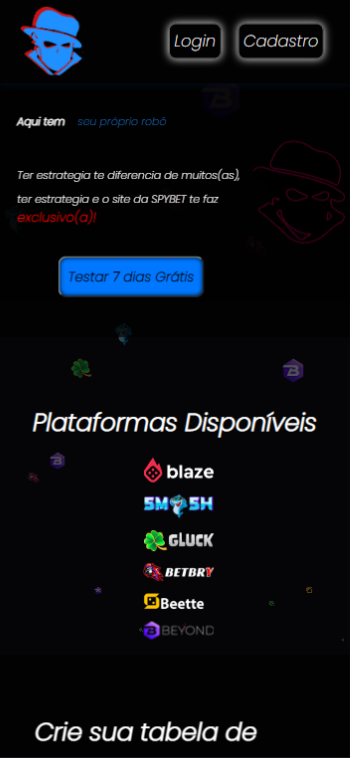 Login Cadastro
Aqui tem seu próprio robô
Ter estrategia te diferencia de muitos(as),
ter estrategia e o site da SPYBET te faz
exclusivo(a)!
Testar 7 dias Grátis
Plataformas Disponíveis
blaze
SMASH
GLUCK
BETBRY
Beette
BEYOND
Crie sua tabela de